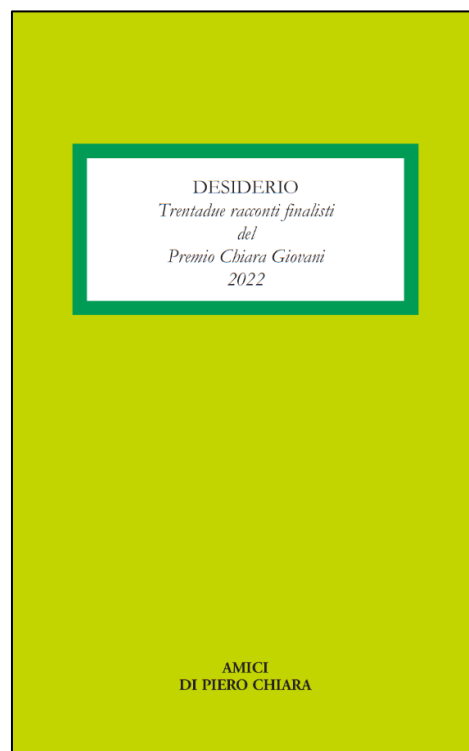 DESIDERIO
Trentadue racconti finalisti
del
Premio Chiara Giovani
2022
AMICI
DI PIERO CHIARA